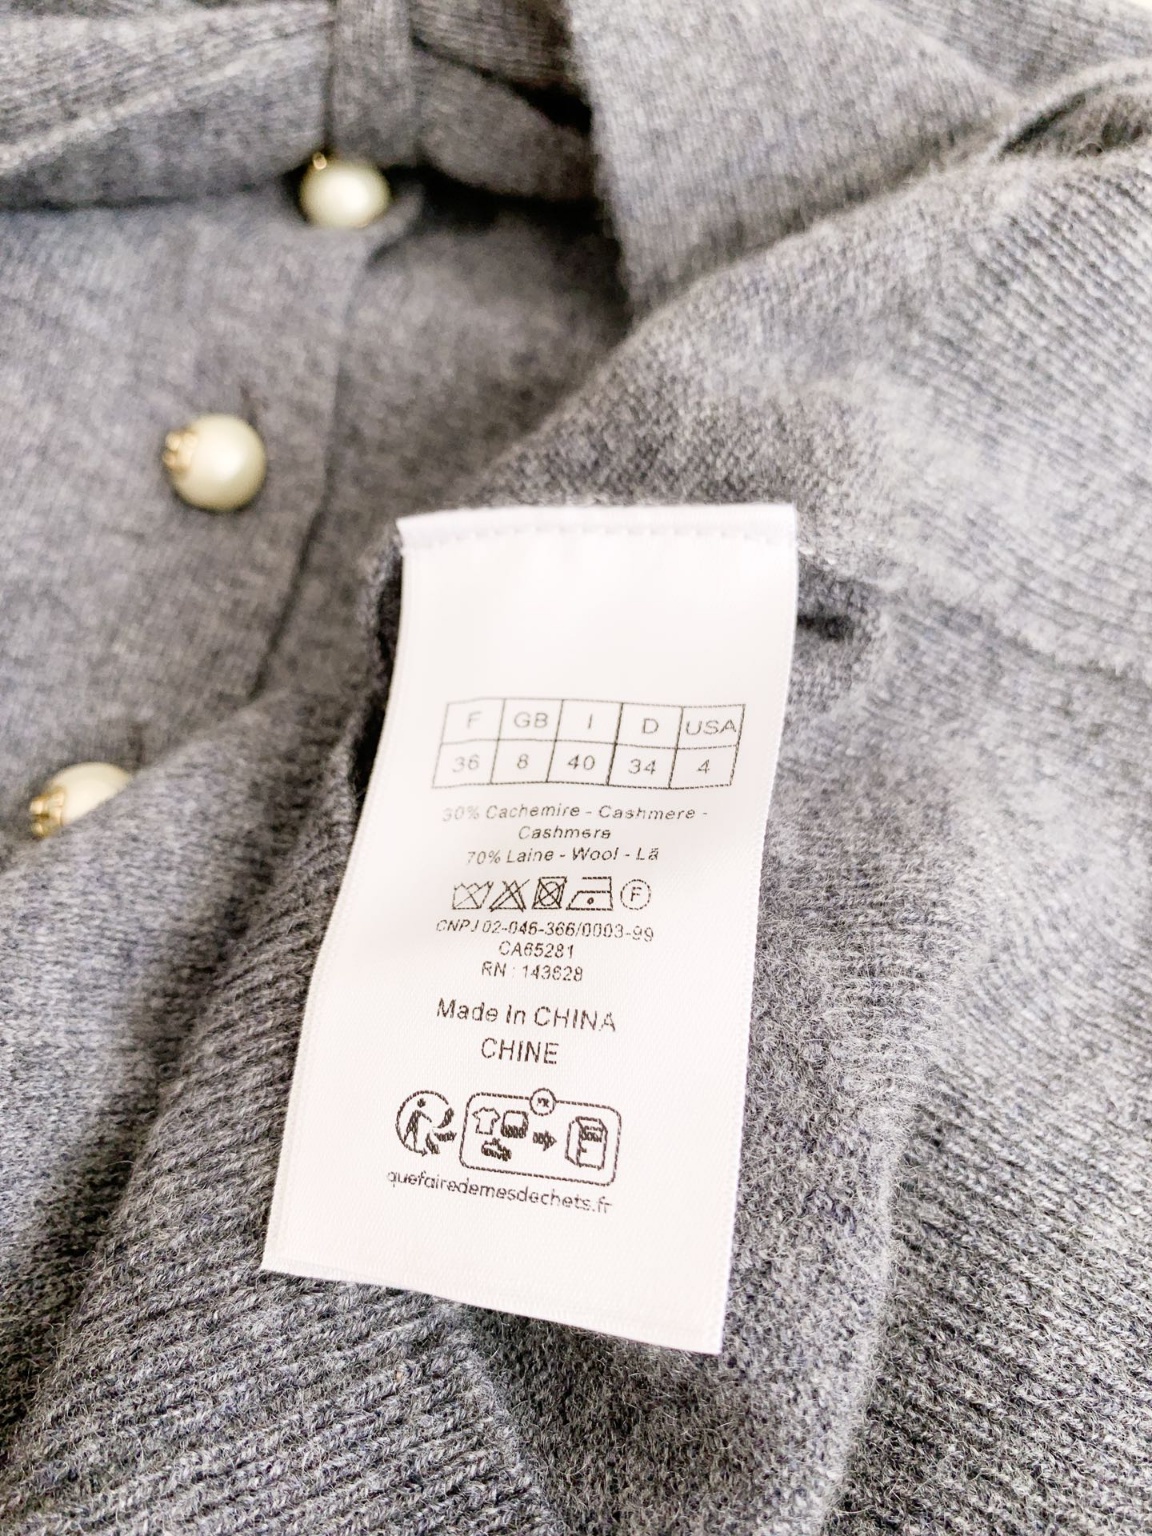 F GB I D USA
36 8 40 34 4
30% Cachemire - Cashmere -
Cashmere
70% Laine - Wool - Lã
F
CNPJ 02-046-366/0003-99
CA65281
RN : 143628
Made In CHINA
CHINE
FR
quefairedemesdechets.fr